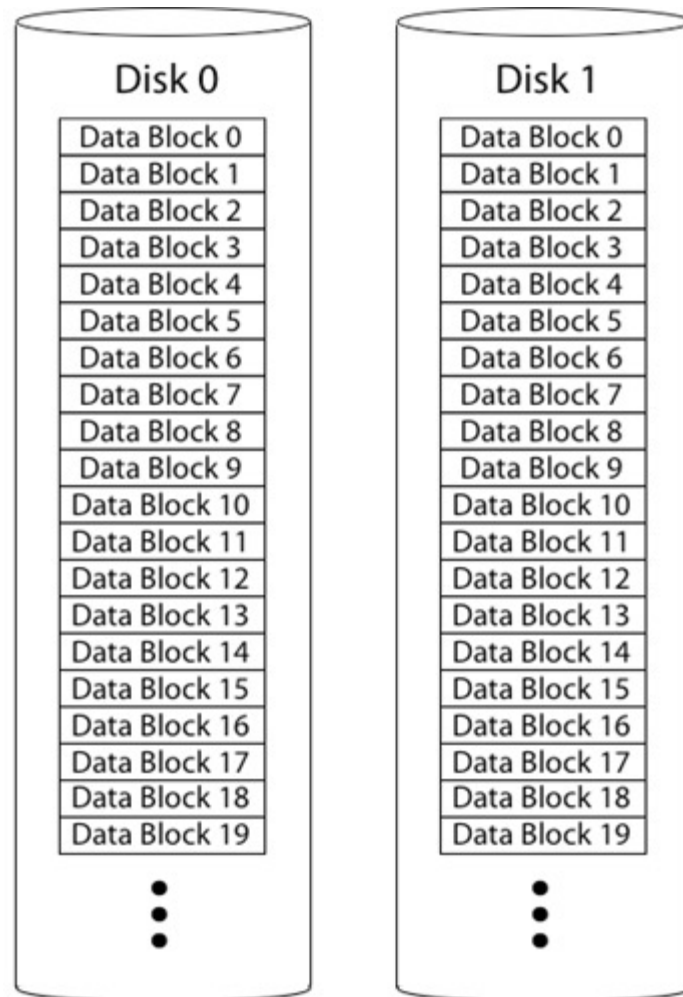 Disk 0
Data Block 0
Data Block 1
Data Block 2
Data Block 3
Data Block 4
Data Block 5
Data Block 6
Data Block 7
Data Block 8
Data Block 9
Data Block 10
Data Block 11
Data Block 12
Data Block 13
Data Block 14
Data Block 15
Data Block 16
Data Block 17
Data Block 18
Data Block 19
Disk 1
Data Block 0
Data Block 1
Data Block 2
Data Block 3
Data Block 4
Data Block 5
Data Block 6
Data Block 7
Data Block 8
Data Block 9
Data Block 10
Data Block 11
Data Block 12
Data Block 13
Data Block 14
Data Block 15
Data Block 16
Data Block 17
Data Block 18
Data Block 19